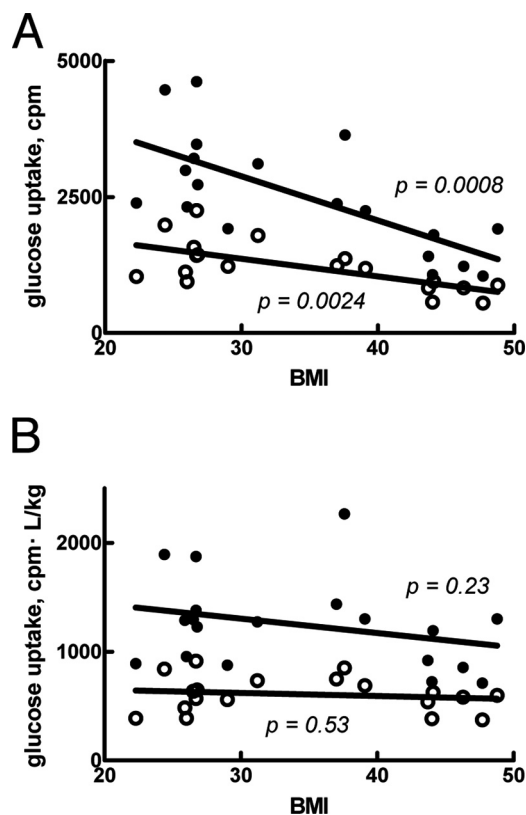 A
glucose uptake, cpm
5000
2500
0
p = 0.0008
p = 0.0024
20
30
40
50
BMI
B
glucose uptake, cpm· L/kg
2000
1000
0
p = 0.23
p = 0.53
20
30
40
50
BMI